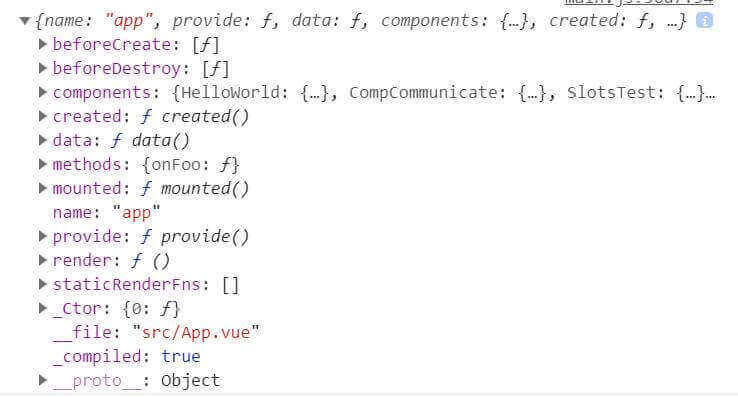 {name: "app", provide: ƒ, data: ƒ, components: {…}, created: ƒ, …} i
beforeCreate: [ƒ]
beforeDestroy: [ƒ]
components: {HelloWorld: {…}, CompCommunicate: {…}, SlotsTest: {…}…
created: ƒ created()
data: ƒ data()
methods: {onFoo: ƒ}
mounted: ƒ mounted()
name: "app"
provide: ƒ provide()
render: ƒ ()
staticRenderFns: []
_Ctor: {0: ƒ}
__file: "src/App.vue"
_compiled: true
__proto__: Object